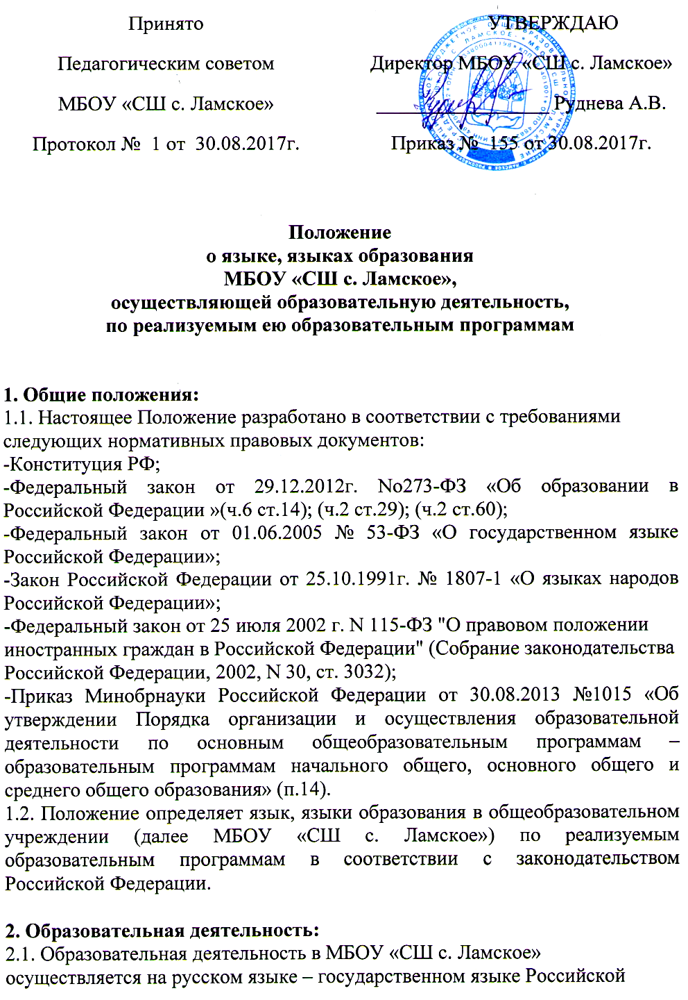 Принято
УТВЕРЖДАЮ
Педагогическим советом
Директор МБОУ «СШ с. Ламское»
МБОУ «СШ с. Ламское»
Руднева А.В.
Протокол № 1 от 30.08.2017г.
Приказ № 155 от 30.08.2017г.
Положение
о языке, языках образования
МБОУ «СШ с. Ламское»,
осуществляющей образовательную деятельность,
по реализуемым ею образовательным программам
1. Общие положения:
1.1. Настоящее Положение разработано в соответствии с требованиями
следующих нормативных правовых документов:
-Конституция РФ;
-Федеральный закон от 29.12.2012г. No273-ФЗ «Об образовании в
Российской Федерации »(ч.6 ст.14); (ч.2 ст.29); (ч.2 ст.60);
-Федеральный закон от 01.06.2005 № 53-ФЗ «О государственном языке
Российской Федерации»;
-Закон Российской Федерации от 25.10.1991г. № 1807-1 «О языках народов
Российской Федерации»;
-Федеральный закон от 25 июля 2002 г. N 115-ФЗ "О правовом положении
иностранных граждан в Российской Федерации" (Собрание законодательства
Российской Федерации, 2002, N 30, ст. 3032);
-Приказ Минобрнауки Российской Федерации от 30.08.2013 №1015 «Об
утверждении Порядка организации и осуществления образовательной
деятельности по основным общеобразовательным программам –
образовательным программам начального общего, основного общего и
среднего общего образования» (п.14).
1.2. Положение определяет язык, языки образования в общеобразовательном
учреждении (далее МБОУ «СШ с. Ламское») по реализуемым
образовательным программам в соответствии с законодательством
Российской Федерации.
2. Образовательная деятельность:
2.1. Образовательная деятельность в МБОУ «СШ с. Ламское»
осуществляется на русском языке – государственном языке Российской